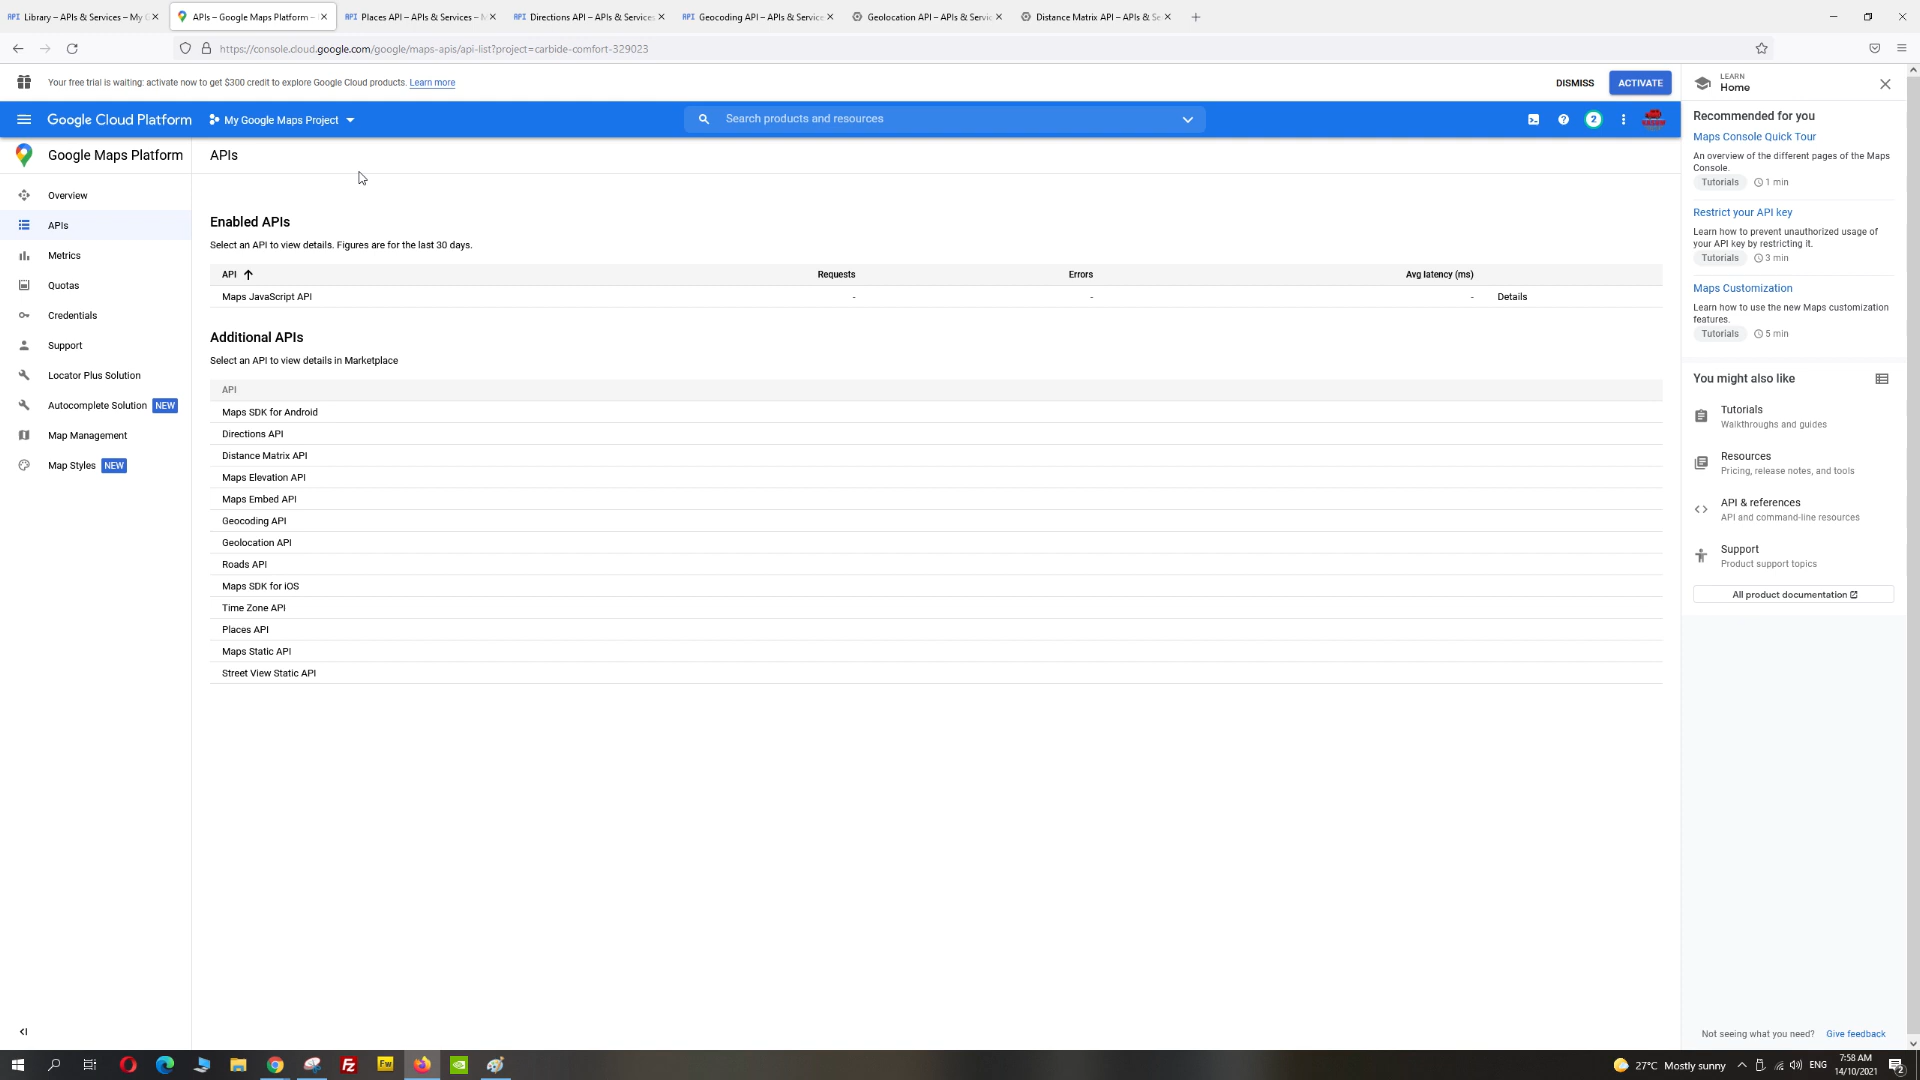 Library – APIs & Services – My
APIs – Google Maps Platform –
Places API – APIs & Services – M
Directions API – APIs & Services
Geocoding API – APIs & Service
Geolocation API – APIs & Servic
Distance Matrix API – APIs & Se
https://console.cloud.google.com/google/maps-apis/api-list?project=carbide-comfort-329023
Your free trial is waiting: activate now to get $300 credit to explore Google Cloud products. Learn more
DISMISS
ACTIVATE
Google Cloud Platform
My Google Maps Project
Search products and resources
2
Google Maps Platform
Overview
APIs
Metrics
Quotas
Credentials
Support
Locator Plus Solution
Autocomplete Solution NEW
Map Management
Map Styles NEW
APIs
Enabled APIs
Select an API to view details. Figures are for the last 30 days.
API Requests Errors Avg latency (ms)
Maps JavaScript API - - - Details
Additional APIs
Select an API to view details in Marketplace
API
Maps SDK for Android
Directions API
Distance Matrix API
Maps Elevation API
Maps Embed API
Geocoding API
Geolocation API
Roads API
Maps SDK for iOS
Time Zone API
Places API
Maps Static API
Street View Static API
LEARN
Home
Recommended for you
Maps Console Quick Tour
An overview of the different pages of the Maps
Console.
Tutorials 1 min
Restrict your API key
Learn how to prevent unauthorized usage of
your API key by restricting it.
Tutorials 3 min
Maps Customization
Learn how to use the new Maps customization
features.
Tutorials 5 min
You might also like
Tutorials
Walkthroughs and guides
Resources
Pricing, release notes, and tools
API & references
API and command-line resources
Support
Product support topics
All product documentation
Not seeing what you need? Give feedback
Fw
27°C Mostly sunny
ENG
7:58 AM
14/10/2021
2